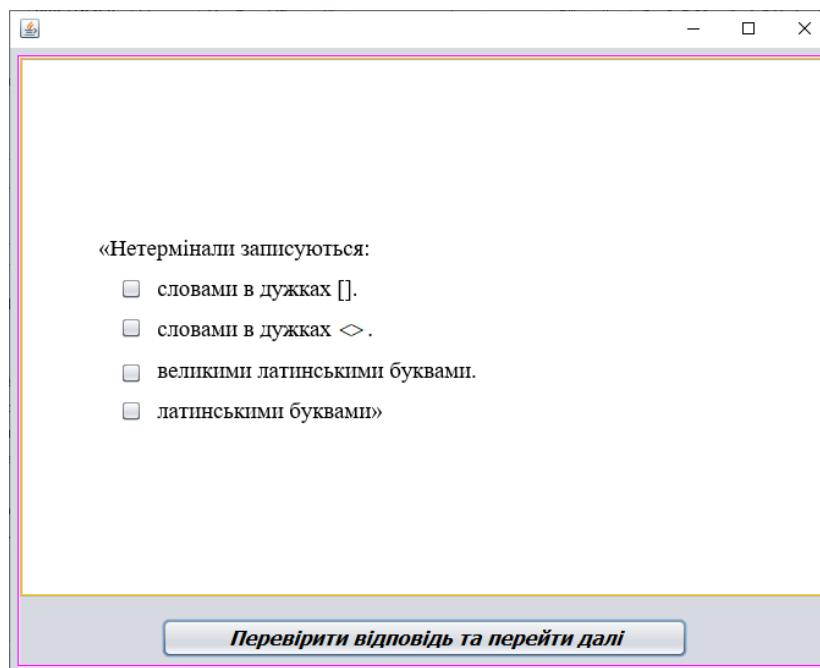 «Нетермінали записуються:
словами в дужках [].
словами в дужках <>.
великими латинськими буквами.
латинськими буквами»
Перевірити відповідь та перейти далі